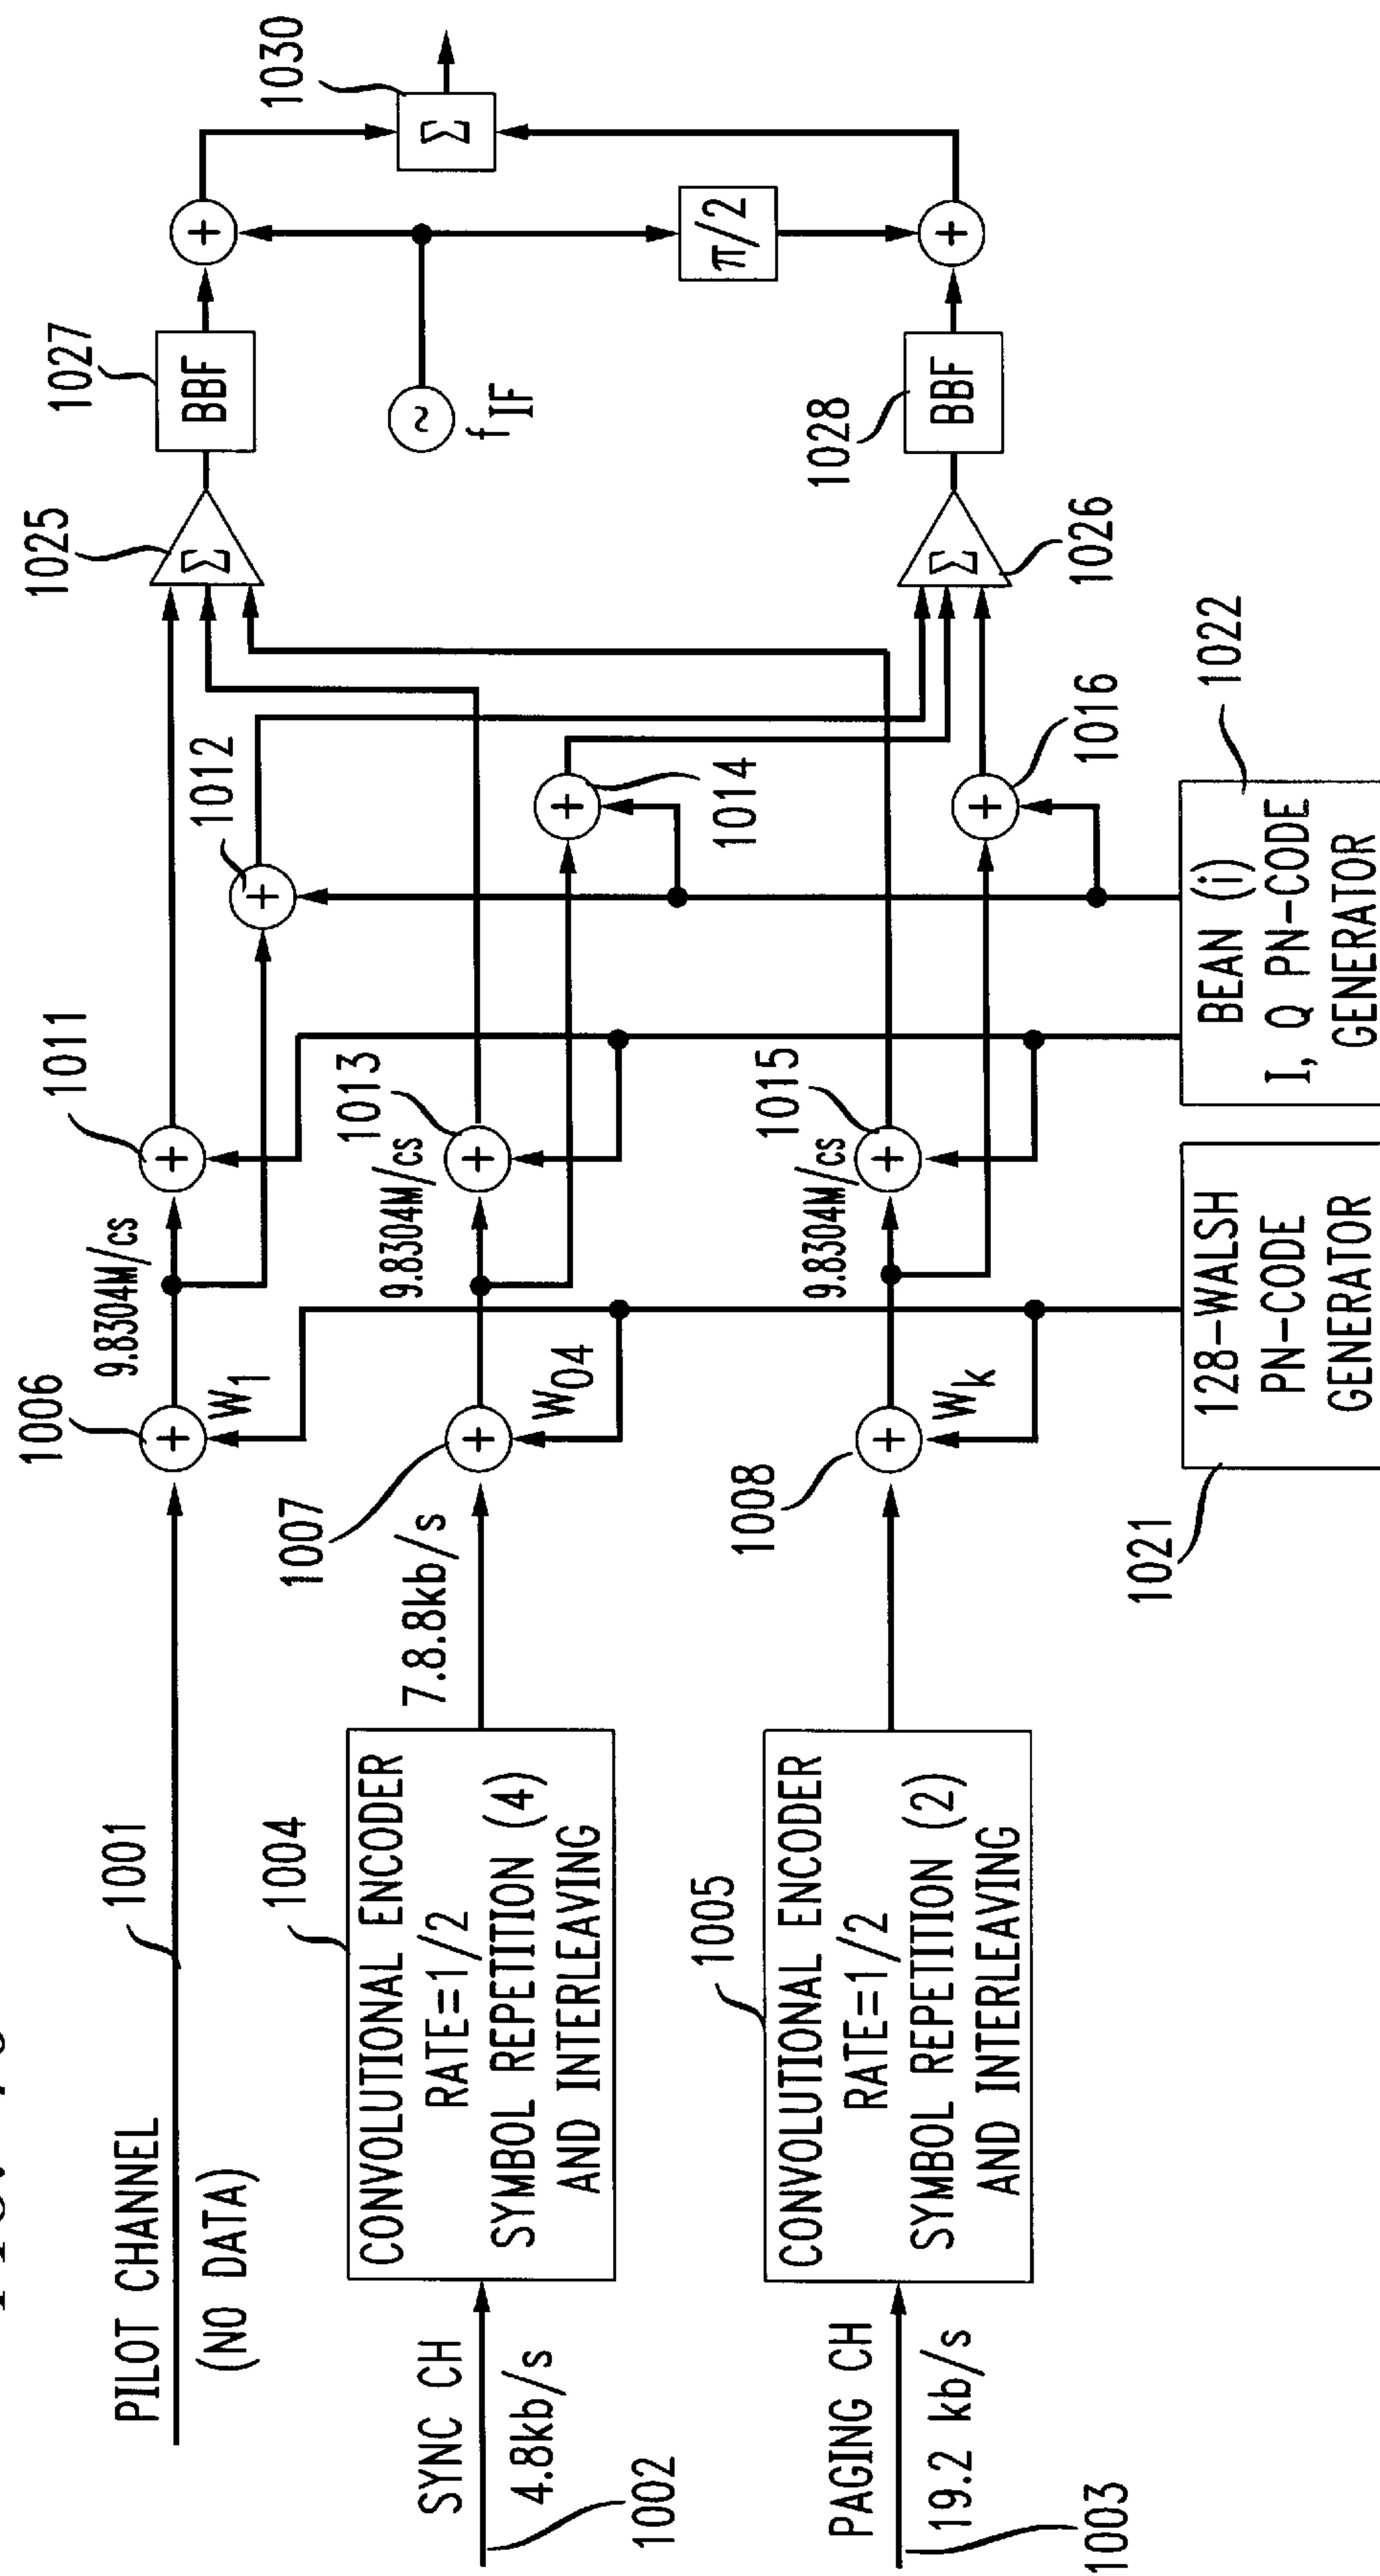 PILOT CHANNEL
(NO DATA)
1001
1006
W1
9.8304M/cs
1011
1012
1025
Σ
1027
BBF
1030
Σ
SYNC CH
4.8kb/s
1002
1004
CONVOLUTIONAL ENCODER
RATE=1/2
SYMBOL REPETITION (4)
AND INTERLEAVING
7.8.8kb/s
1007
W04
9.8304M/cs
1013
1014
fIF
π/2
PAGING CH
19.2 kb/s
1003
1005
CONVOLUTIONAL ENCODER
RATE=1/2
SYMBOL REPETITION (2)
AND INTERLEAVING
1008
Wk
9.8304M/cs
1015
1016
1026
Σ
1028
BBF
1021
128-WALSH
PN-CODE
GENERATOR
1022
BEAN (i)
I, Q PN-CODE
GENERATOR